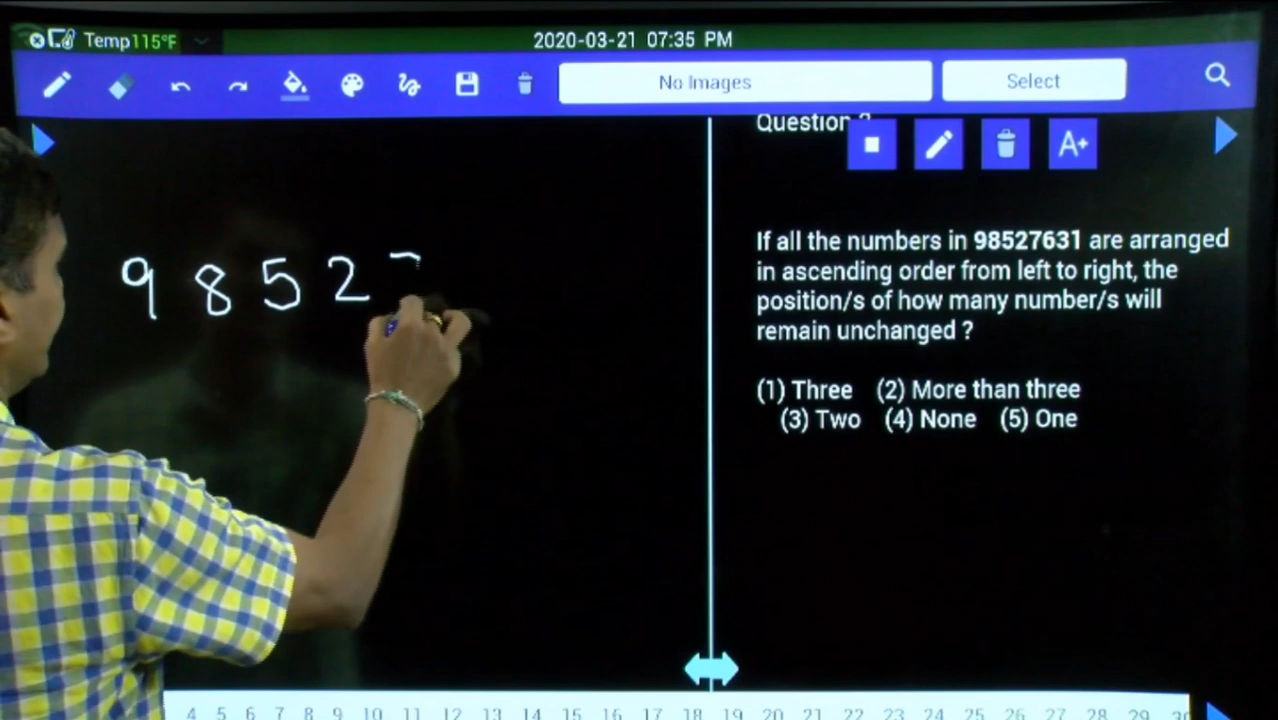 Temp115°F
2020-03-21 07:35 PM
No Images
Select
Question
A+
If all the numbers in 98527631 are arranged
in ascending order from left to right, the
position/s of how many number/s will
remain unchanged ?
(1) Three (2) More than three
(3) Two (4) None (5) One
9 8 5 2
4 5 6 7 8 9 10 11 12 13 14 15 16 17 18 19 20 21 22 23 24 25 26 27 28 29 30